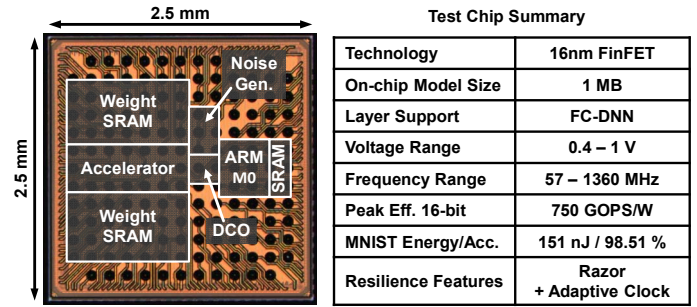 2.5 mm
2.5 mm
Noise
Gen.
Weight
SRAM
Accelerator
ARM
M0
SRAM
Weight
SRAM
DCO
Test Chip Summary
Technology 16nm FinFET
On-chip Model Size 1 MB
Layer Support FC-DNN
Voltage Range 0.4 – 1 V
Frequency Range 57 – 1360 MHz
Peak Eff. 16-bit 750 GOPS/W
MNIST Energy/Acc. 151 nJ / 98.51 %
Resilience Features Razor
+ Adaptive Clock